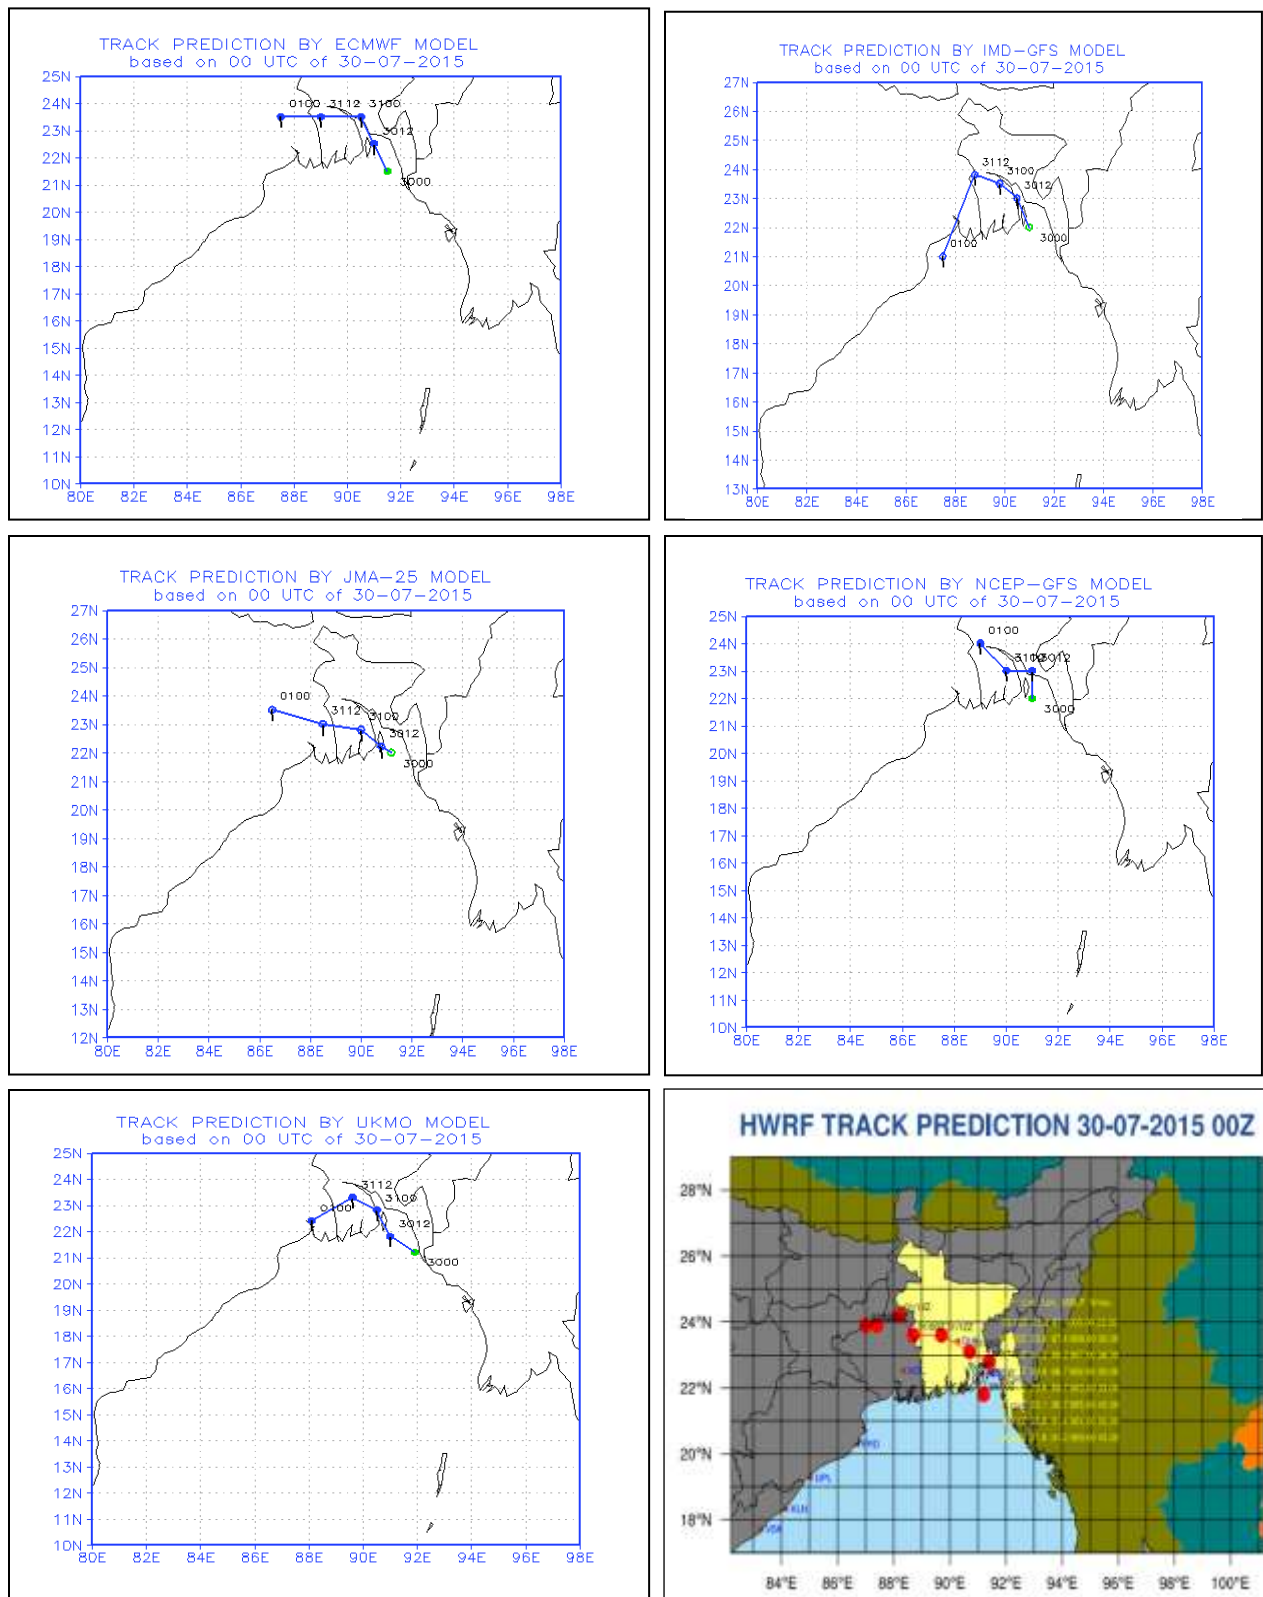 TRACK PREDICTION BY ECMWF MODEL
based on 00 UTC of 30-07-2015
25N
24N
23N
22N
21N
20N
19N
18N
17N
16N
15N
14N
13N
12N
11N
10N
0100 3112 3100
3012
3000
80E 82E 84E 86E 88E 90E 92E 94E 96E 98E
TRACK PREDICTION BY IMD-GFS MODEL
based on 00 UTC of 30-07-2015
27N
26N
25N
24N
23N
22N
21N
20N
19N
18N
17N
16N
15N
14N
13N
3112
3100
3012
3000
0100
80E 82E 84E 86E 88E 90E 92E 94E 96E 98E
TRACK PREDICTION BY JMA-25 MODEL
based on 00 UTC of 30-07-2015
27N
26N
25N
24N
23N
22N
21N
20N
19N
18N
17N
16N
15N
14N
13N
12N
0100
3112
3100
3012
3000
80E 82E 84E 86E 88E 90E 92E 94E 96E 98E
TRACK PREDICTION BY NCEP-GFS MODEL
based on 00 UTC of 30-07-2015
25N
24N
23N
22N
21N
20N
19N
18N
17N
16N
15N
14N
13N
12N
11N
10N
0100
3012
3000
80E 82E 84E 86E 88E 90E 92E 94E 96E 98E
TRACK PREDICTION BY UKMO MODEL
based on 00 UTC of 30-07-2015
25N
24N
23N
22N
21N
20N
19N
18N
17N
16N
15N
14N
13N
12N
11N
10N
3112
3100
0100
3012
3000
80E 82E 84E 86E 88E 90E 92E 94E 96E 98E
HWRF TRACK PREDICTION 30-07-2015 00Z
28°N
26°N
24°N
22°N
20°N
18°N
84°E 86°E 88°E 90°E 92°E 94°E 96°E 98°E 100°E